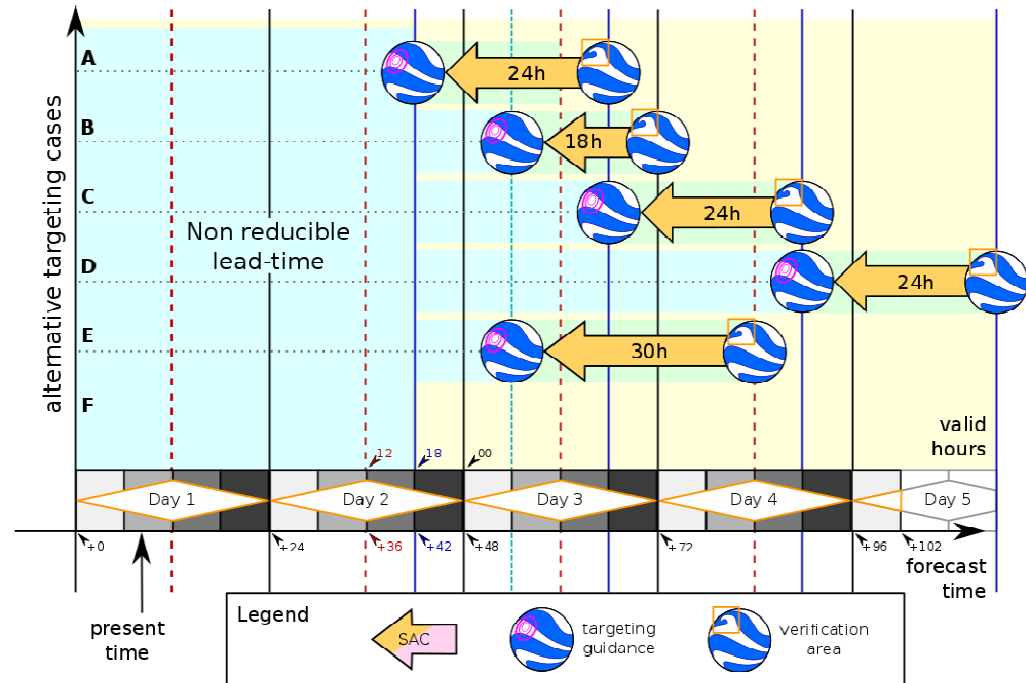 alternative targeting cases
A
24h
B
18h
C
24h
Non reducible
lead-time
D
24h
E
30h
F
valid
hours
12
18
00
Day 1
Day 2
Day 3
Day 4
Day 5
+0
+24
+36
+42
+48
+72
+96
+102
forecast
time
present
time
Legend
SAC
targeting
guidance
verification
area